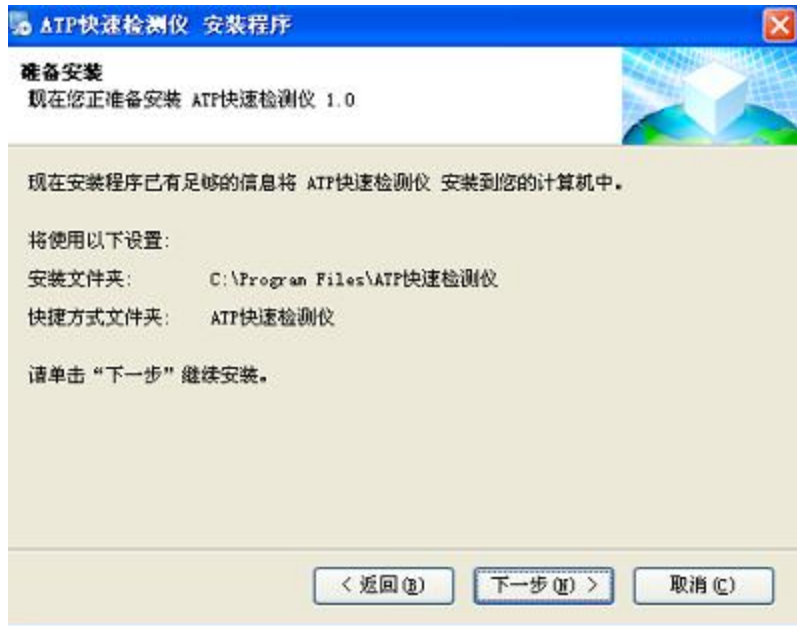 ATP快速检测仪 安装程序
准备安装
现在您正准备安装 ATP快速检测仪 1.0
现在安装程序已有足够的信息将 ATP快速检测仪 安装到您的计算机中。
将使用以下设置:
安装文件夹: C:\Program Files\ATP快速检测仪
快捷方式文件夹: ATP快速检测仪
请单击“下一步”继续安装。
< 返回(B) 下一步(N) > 取消(C)